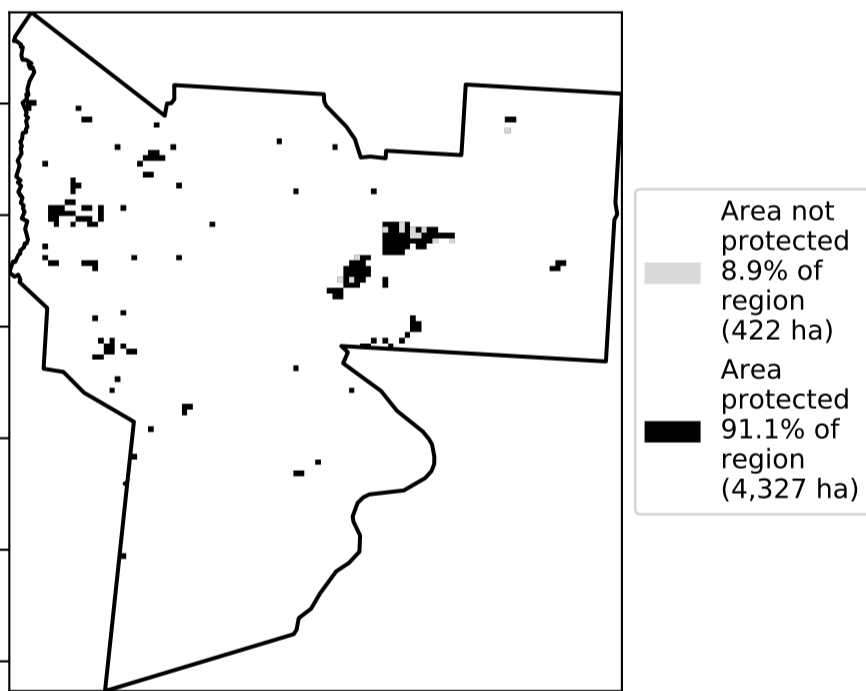 Area not
protected
8.9% of
region
(422 ha)
Area
protected
91.1% of
region
(4,327 ha)